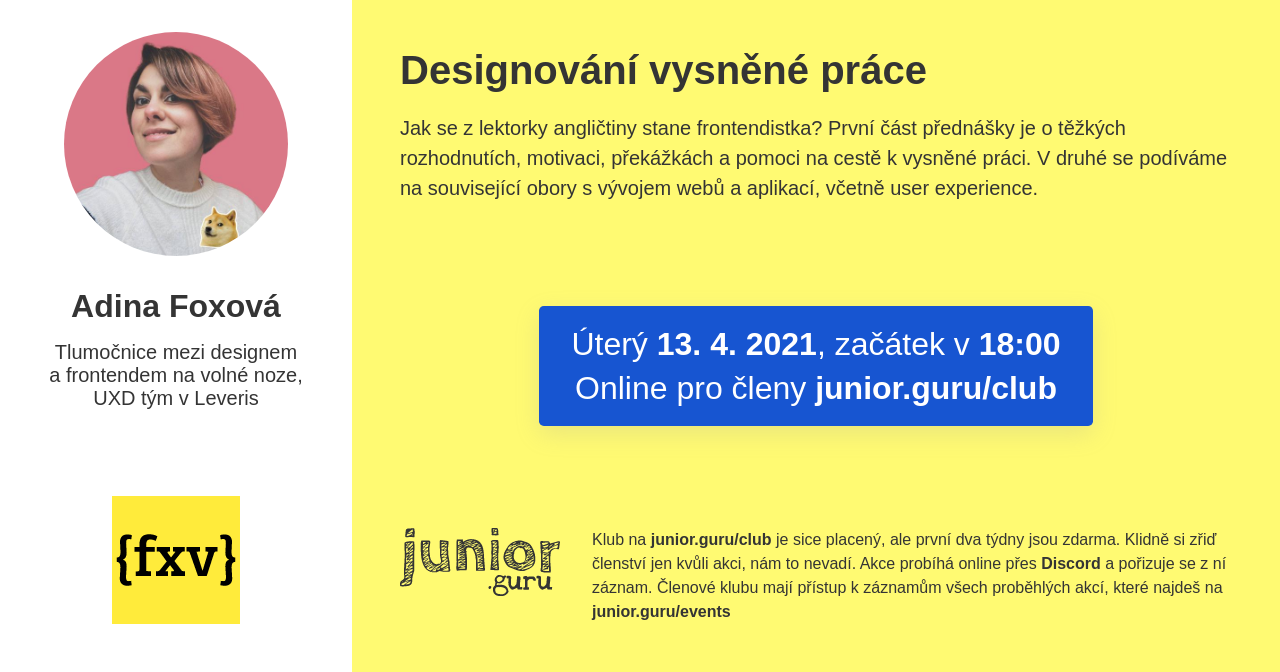 Adina Foxová
Tlumočnice mezi designem
a frontendem na volné noze,
UXD tým v Leveris
{fxv}
Designování vysněné práce
Jak se z lektorky angličtiny stane frontendistka? První část přednášky je o těžkých
rozhodnutích, motivaci, překážkách a pomoci na cestě k vysněné práci. V druhé se podíváme
na související obory s vývojem webů a aplikací, včetně user experience.
Úterý 13. 4. 2021, začátek v 18:00
Online pro členy junior.guru/club
junior
.guru
Klub na junior.guru/club je sice placený, ale první dva týdny jsou zdarma. Klidně si zřiď
členství jen kvůli akci, nám to nevadí. Akce probíhá online přes Discord a pořizuje se z ní
záznam. Členové klubu mají přístup k záznamům všech proběhlých akcí, které najdeš na
junior.guru/events